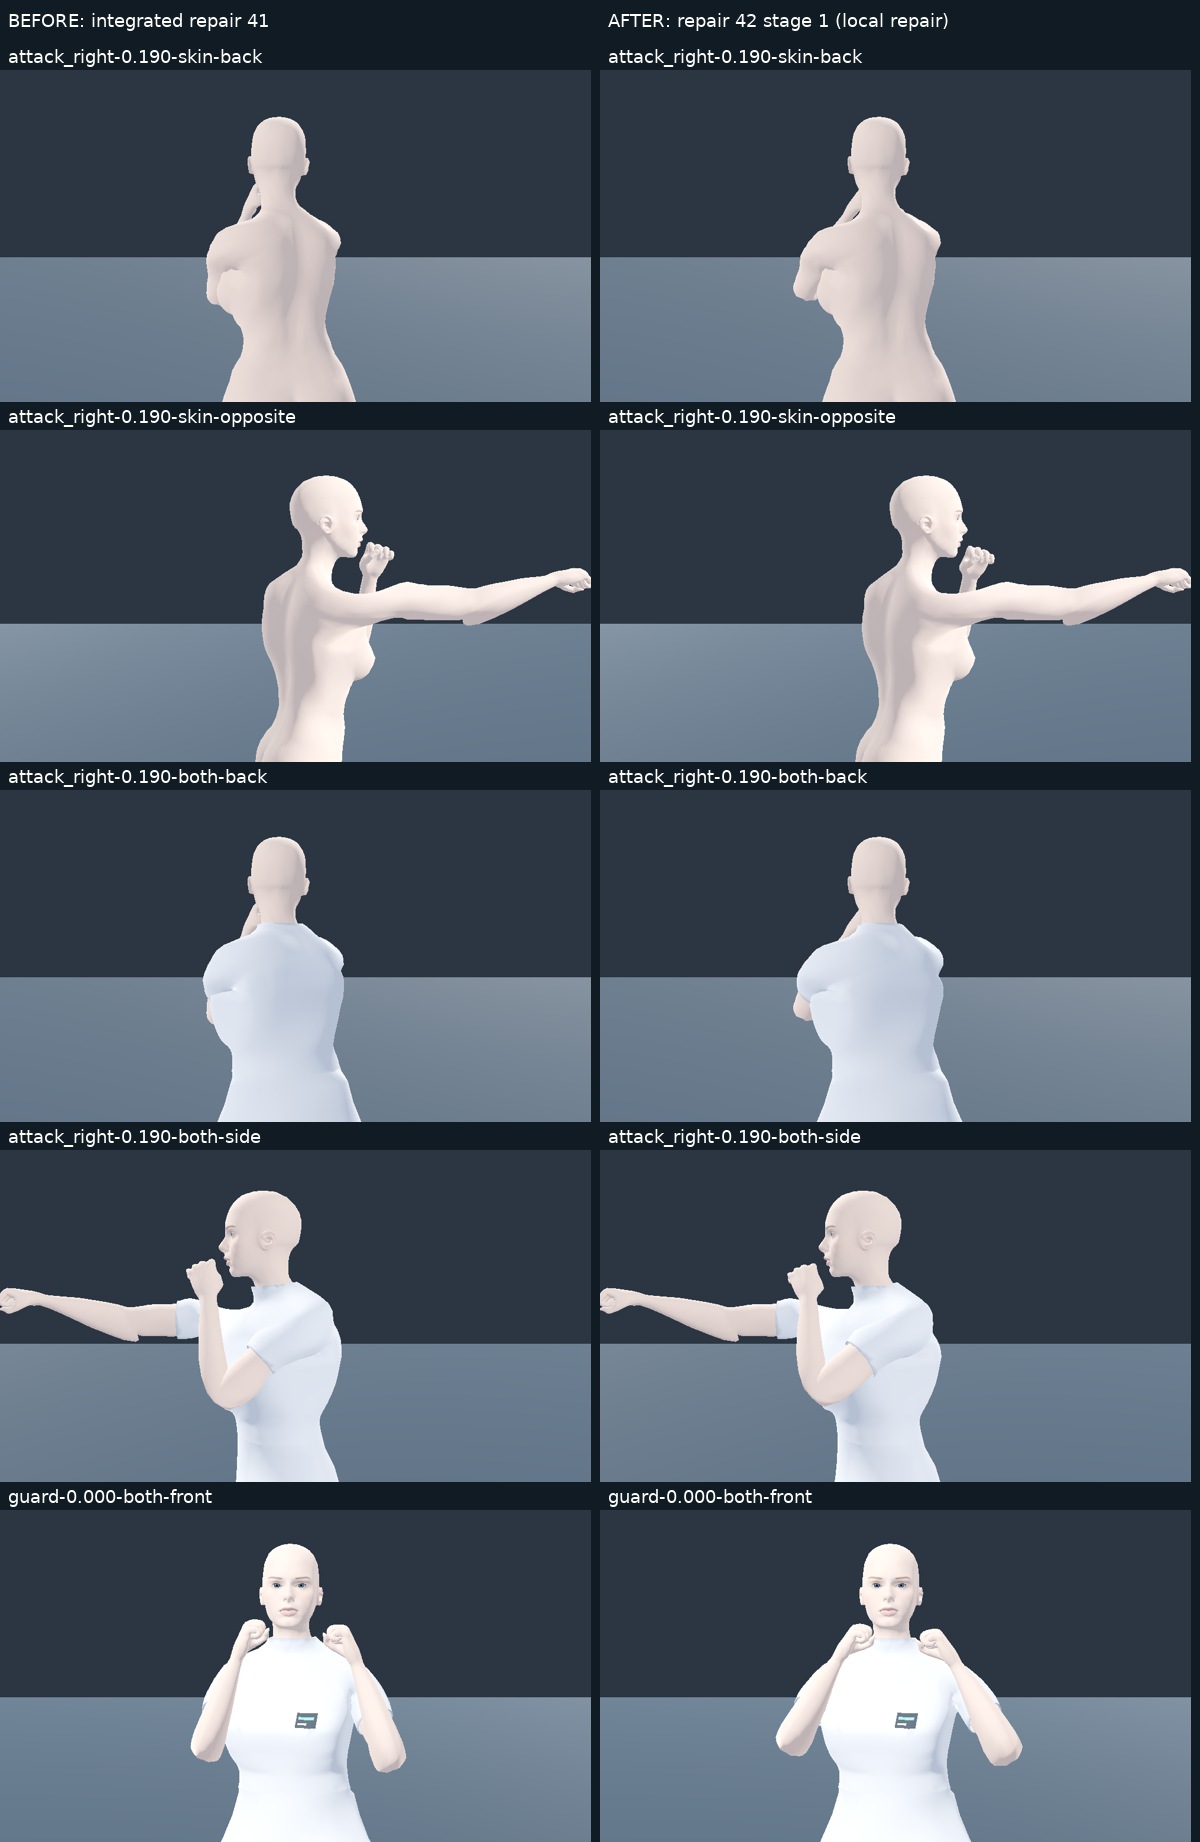 BEFORE: integrated repair 41
AFTER: repair 42 stage 1 (local repair)
attack_right-0.190-skin-back
attack_right-0.190-skin-back
attack_right-0.190-skin-opposite
attack_right-0.190-skin-opposite
attack_right-0.190-both-back
attack_right-0.190-both-back
attack_right-0.190-both-side
attack_right-0.190-both-side
guard-0.000-both-front
guard-0.000-both-front